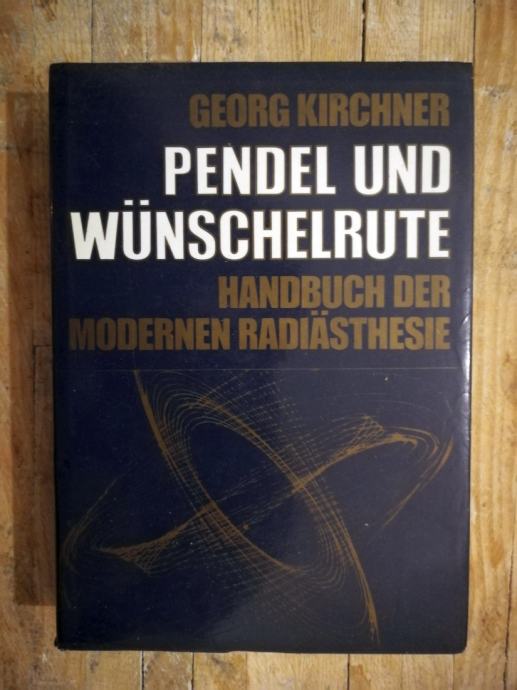 GEORG KIRCHNER
PENDEL UND
WÜNSCHELRUTE
HANDBUCH DER
MODERNEN RADIÄSTHESIE